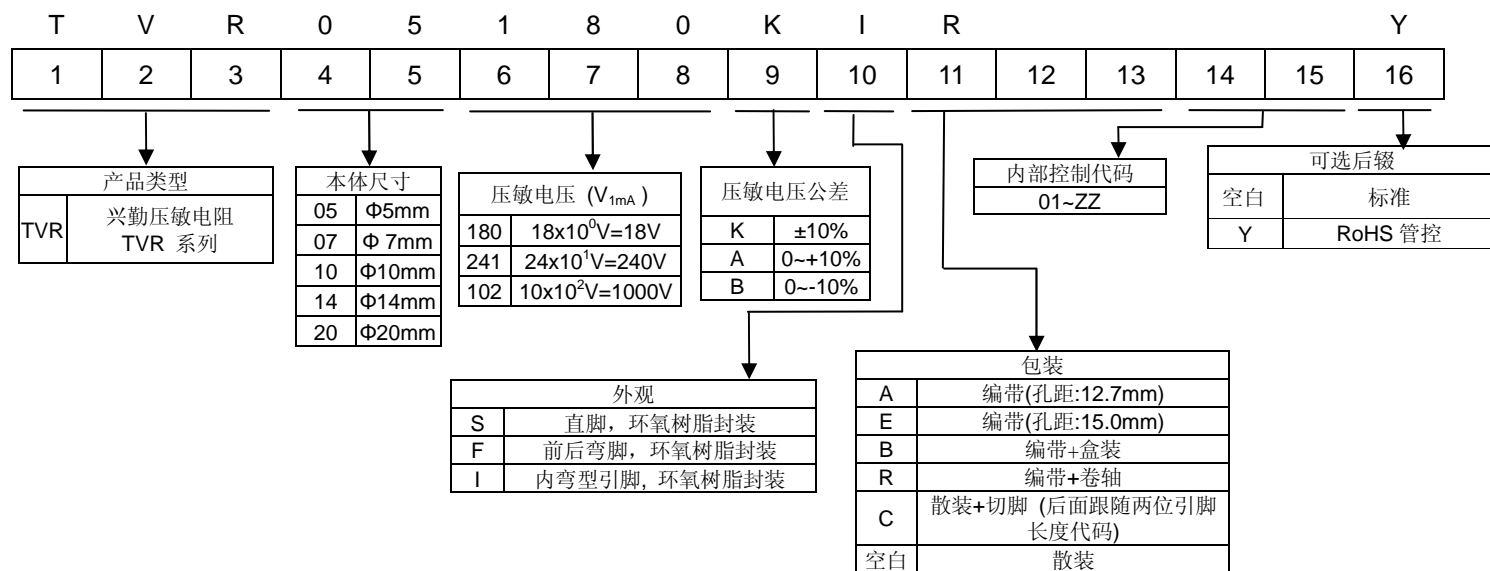 T V R 0 5 1 8 0 K I R Y
1 2 3 4 5 6 7 8 9 10 11 12 13 14 15 16
产品类型
TVR 兴勤压敏电阻
TVR 系列
本体尺寸
05 Φ5mm
07 Φ 7mm
10 Φ10mm
14 Φ14mm
20 Φ20mm
压敏电压 (V1mA )
180 18x10^0V=18V
241 24x10^1V=240V
102 10x10^2V=1000V
压敏电压公差
K ±10%
A 0~+10%
B 0~-10%
内部控制代码
01~ZZ
可选后辍
空白 标准
Y RoHS 管控
外观
S 直脚，环氧树脂封装
F 前后弯脚，环氧树脂封装
I 内弯型引脚, 环氧树脂封装
包装
A 编带(孔距:12.7mm)
E 编带(孔距:15.0mm)
B 编带+盒装
R 编带+卷轴
C 散装+切脚 (后面跟随两位引脚
长度代码)
空白 散装